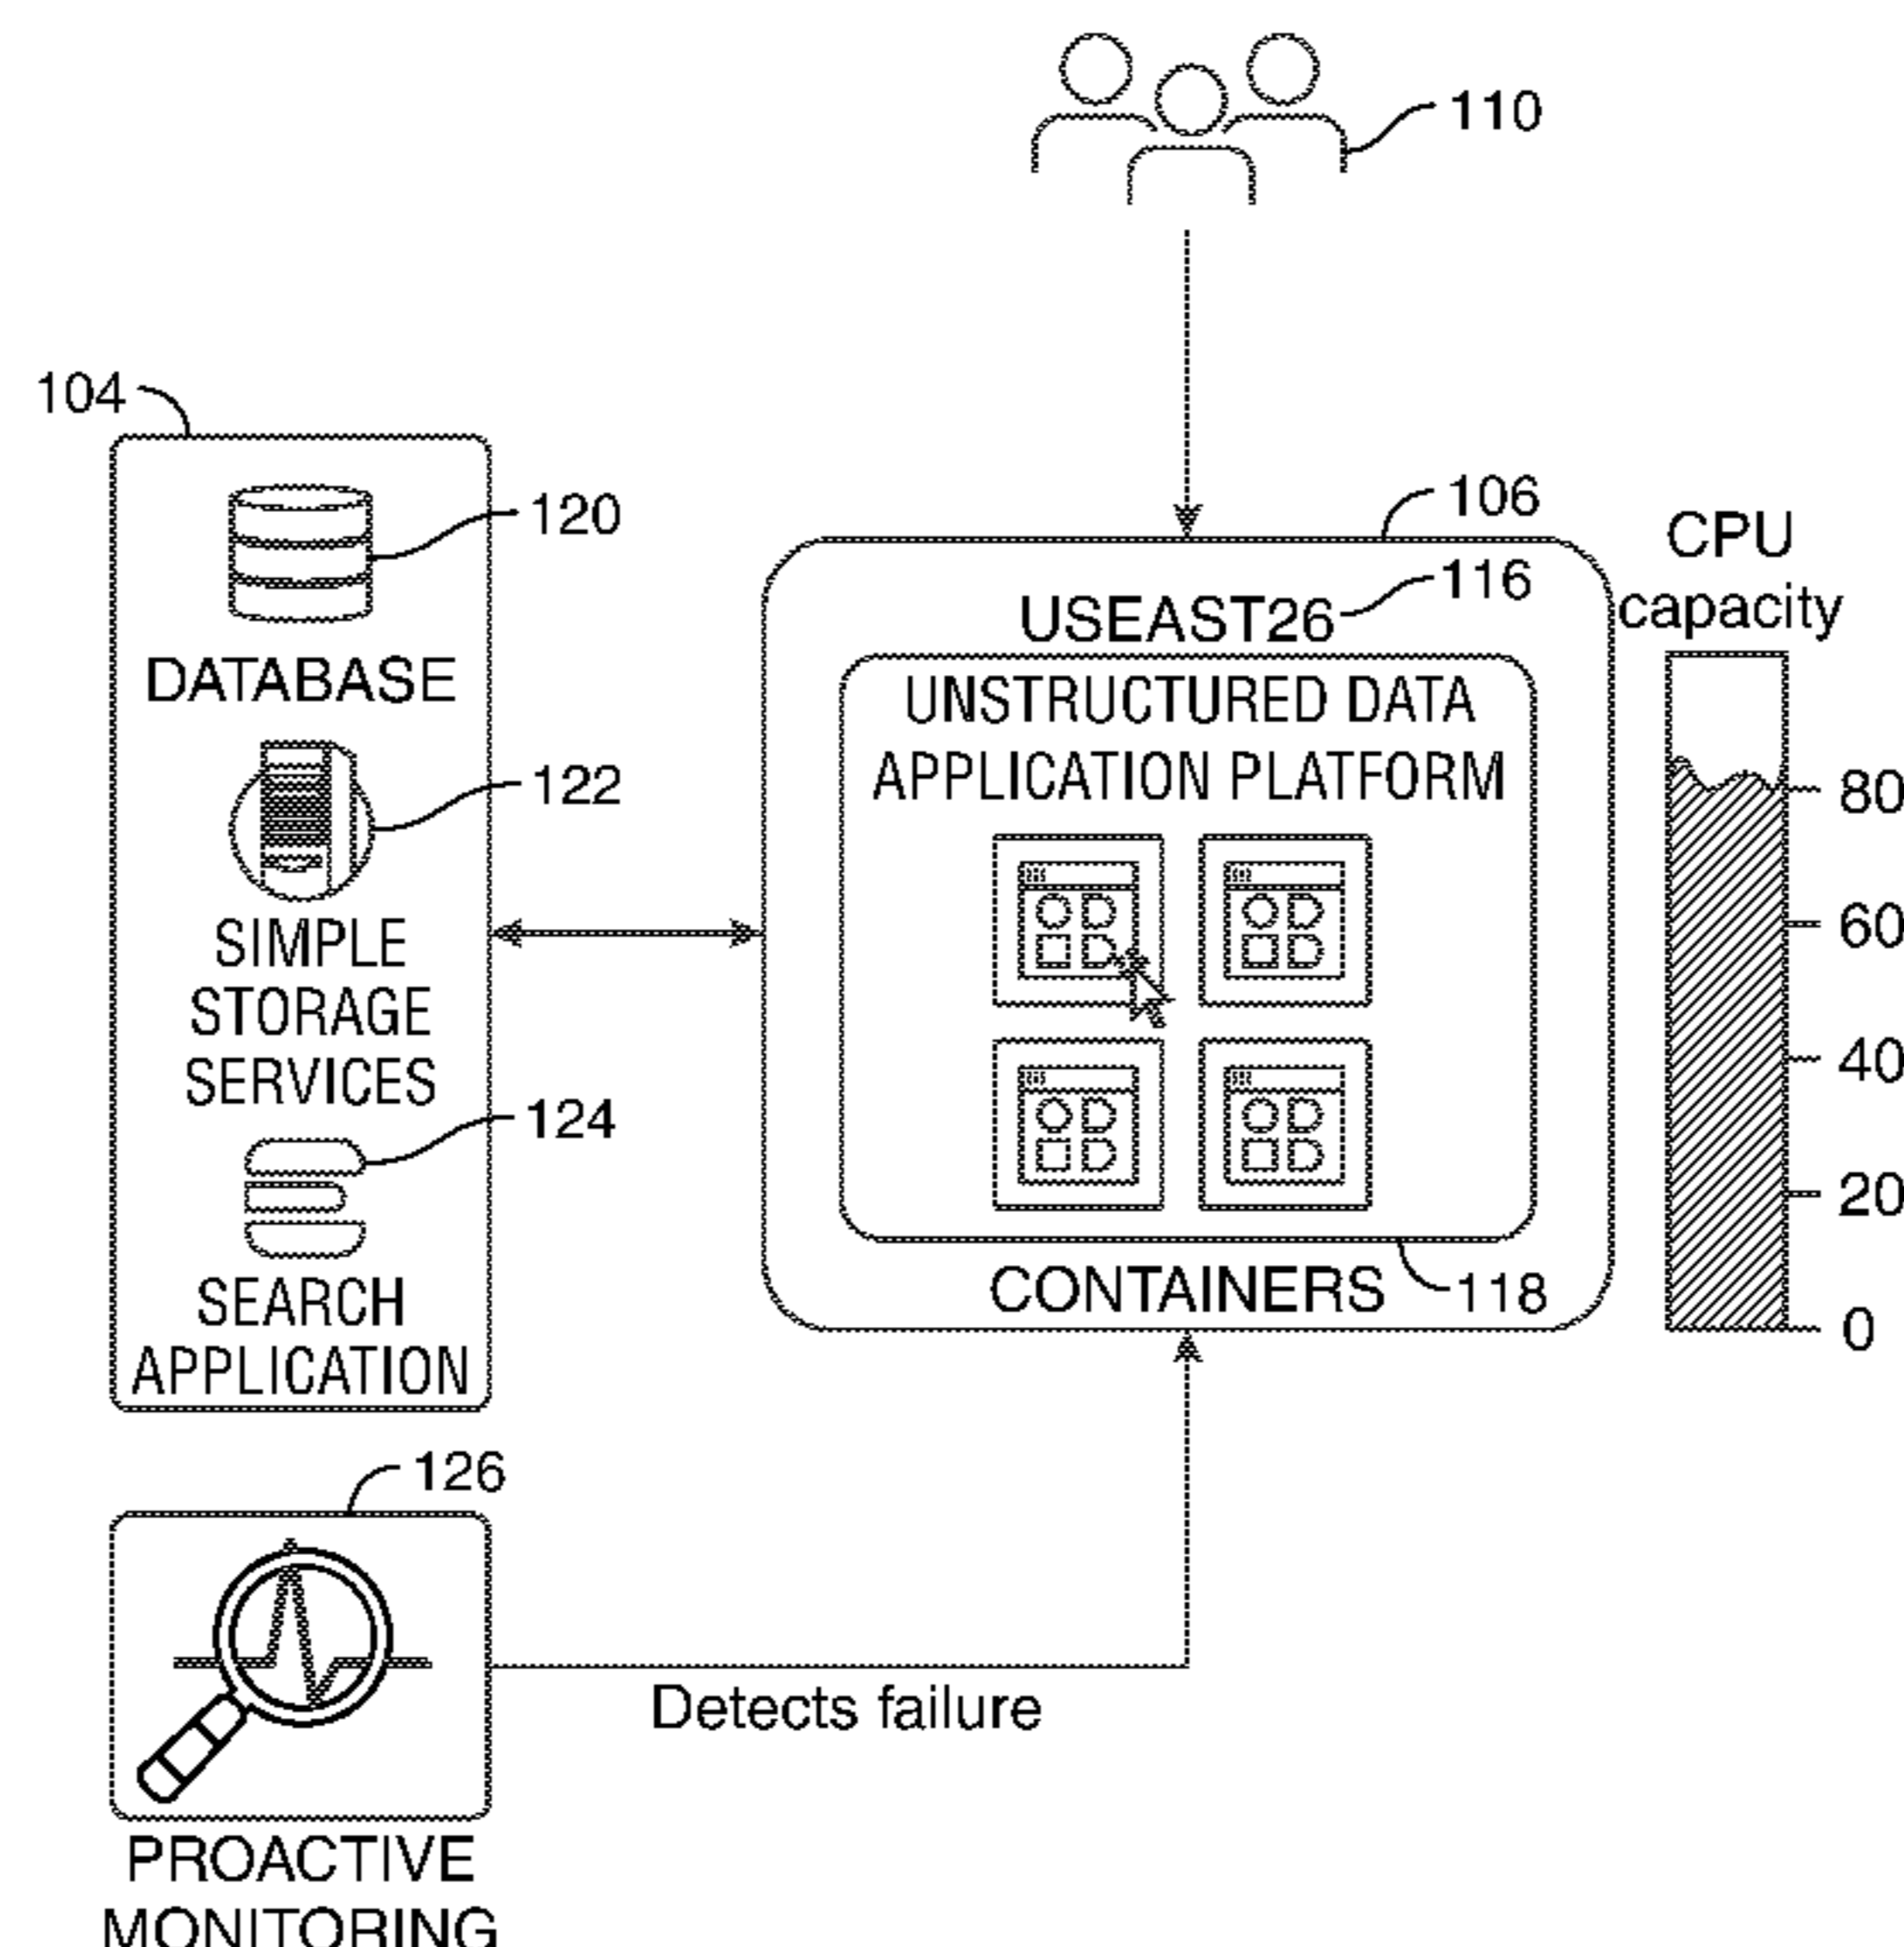 110
104
120
DATABASE
122
SIMPLE
STORAGE
SERVICES
124
SEARCH
APPLICATION
106
116
USEAST26
UNSTRUCTURED DATA
APPLICATION PLATFORM
CONTAINERS
118
CPU
capacity
80
60
40
20
0
126
Detects failure
PROACTIVE
MONITORING